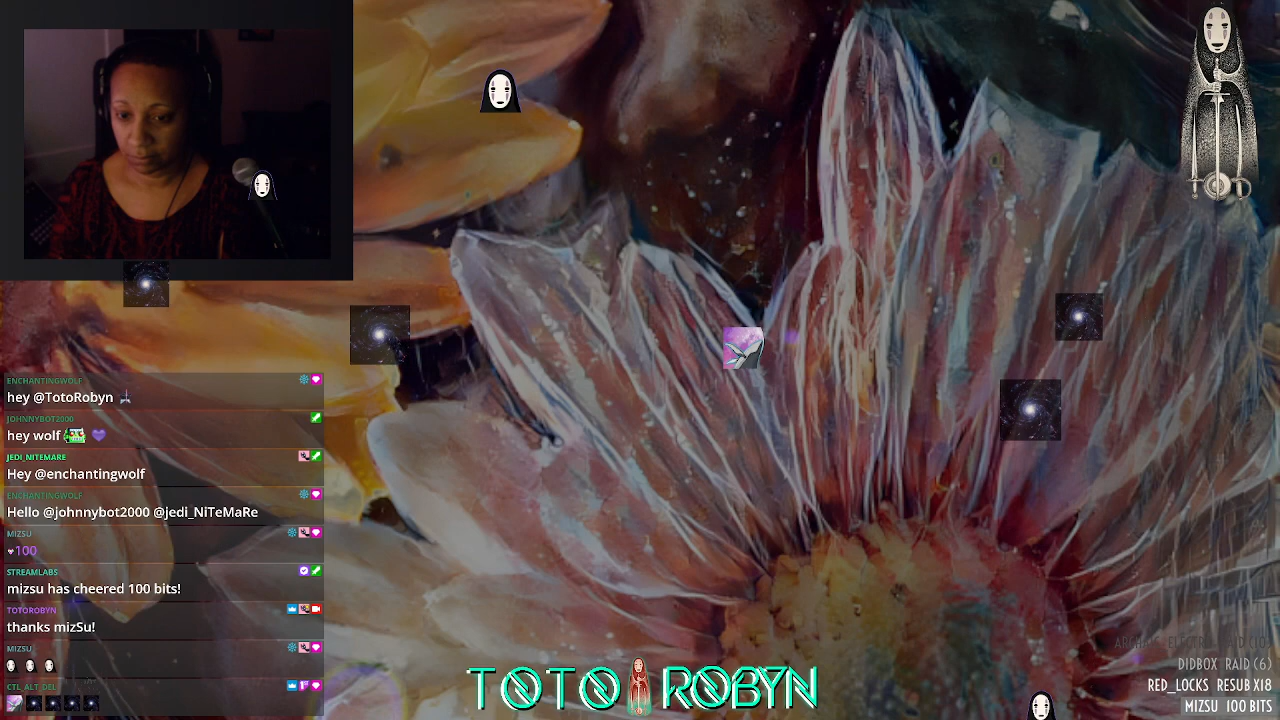 ENCHANTINGWOLF
hey @TotoRobyn
JOHNNYBOT2000
hey wolf
JEDI_NITEMARE
Hey @enchantingwolf
ENCHANTINGWOLF
Hello @johnnybot2000 @jedi_NiTeMaRe
MIZSU
100
STREAMLABS
mizsu has cheered 100 bits!
TOTOROBYN
thanks mizSu!
MIZSU
CTL_ALT_DEL
TOTO ROBYN
DIDBOX RAID (6)
RED_LOCKS RESUB X18
MIZSU 100 BITS